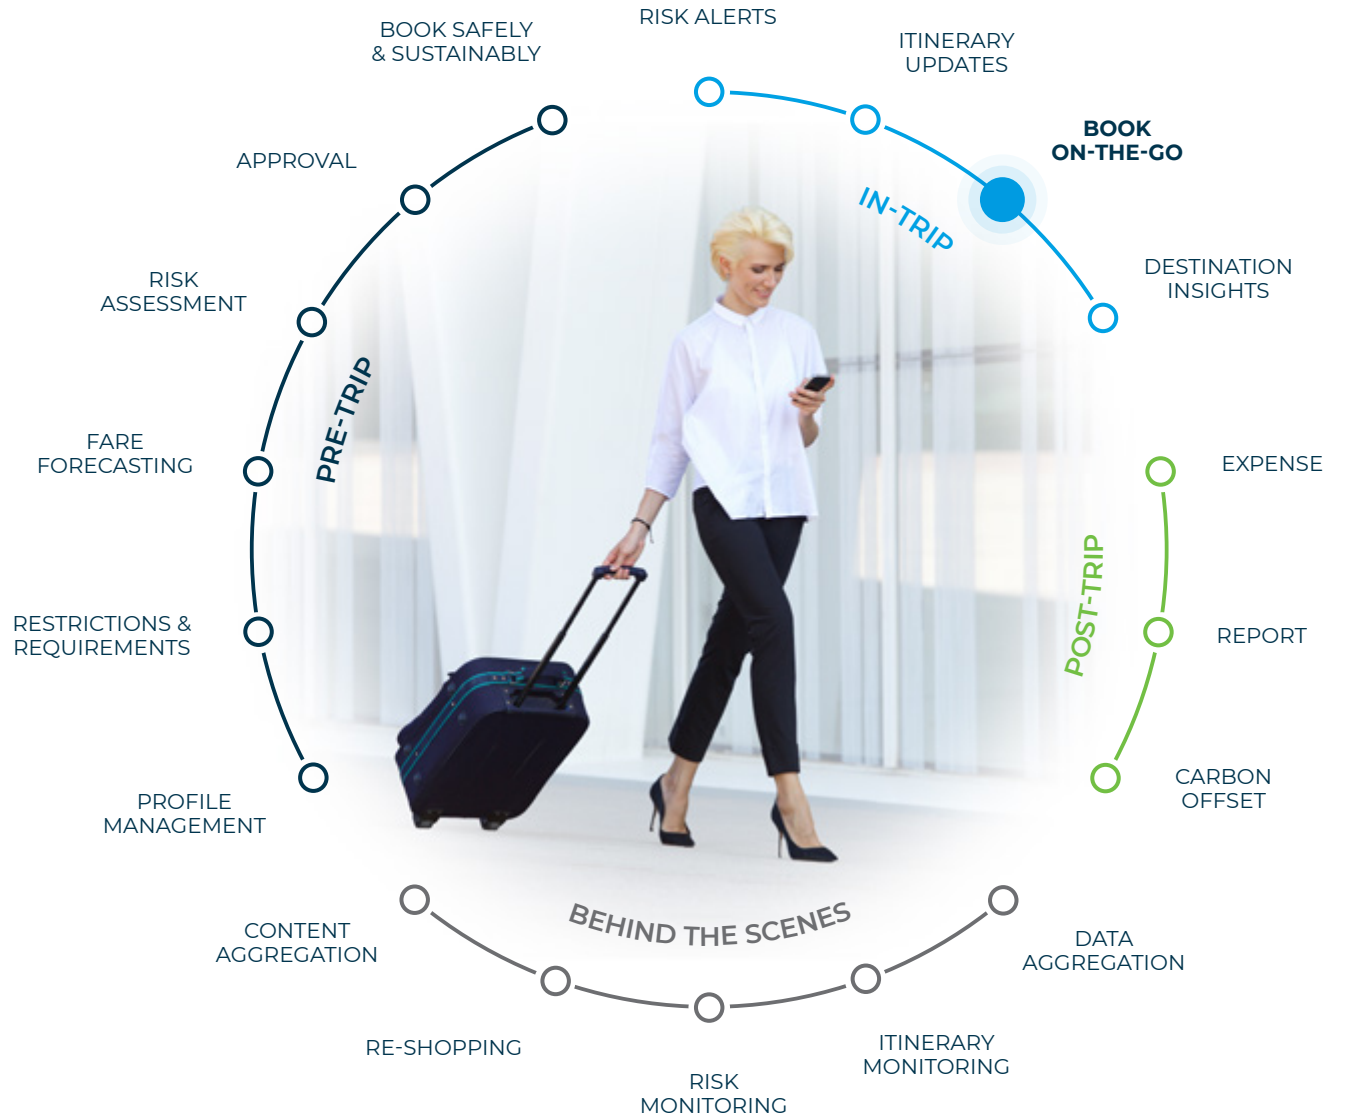 RISK ALERTS
BOOK SAFELY
& SUSTAINABLY
ITINERARY
UPDATES
BOOK
ON-THE-GO
APPROVAL
IN-TRIP
DESTINATION
INSIGHTS
RISK
ASSESSMENT
PRE-TRIP
FARE
FORECASTING
EXPENSE
POST-TRIP
RESTRICTIONS &
REQUIREMENTS
REPORT
PROFILE
MANAGEMENT
CARBON
OFFSET
BEHIND THE SCENES
CONTENT
AGGREGATION
DATA
AGGREGATION
RE-SHOPPING
ITINERARY
MONITORING
RISK
MONITORING